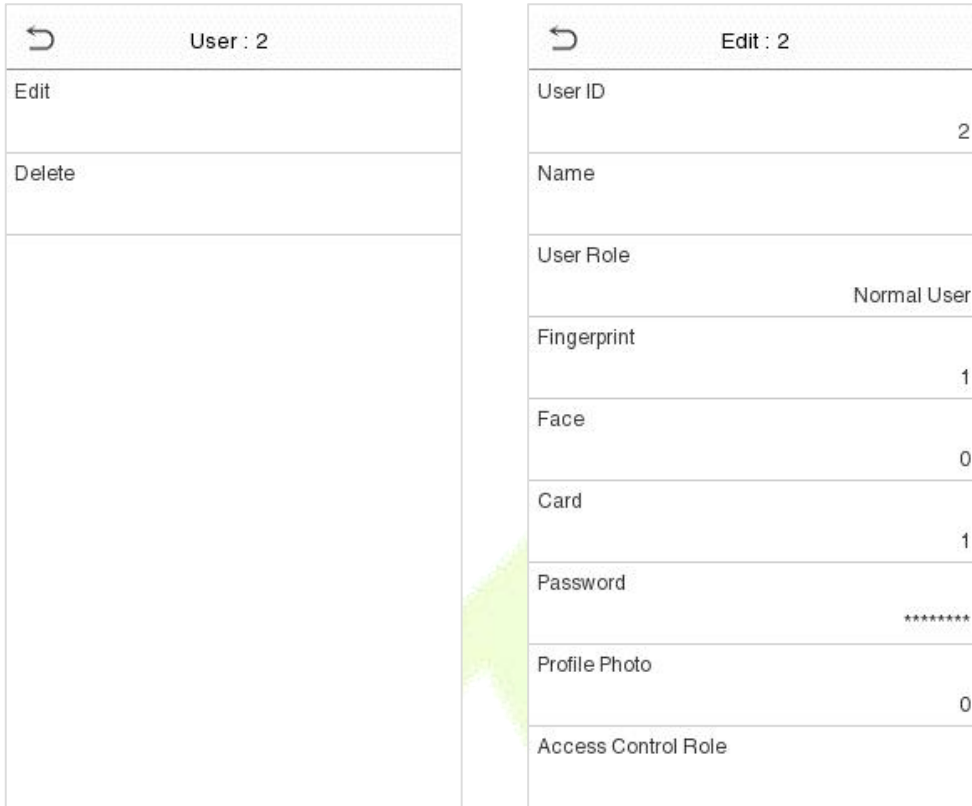 User : 2
Edit
Delete
Edit : 2
User ID
2
Name
User Role
Normal User
Fingerprint
1
Face
0
Card
1
Password
********
Profile Photo
0
Access Control Role